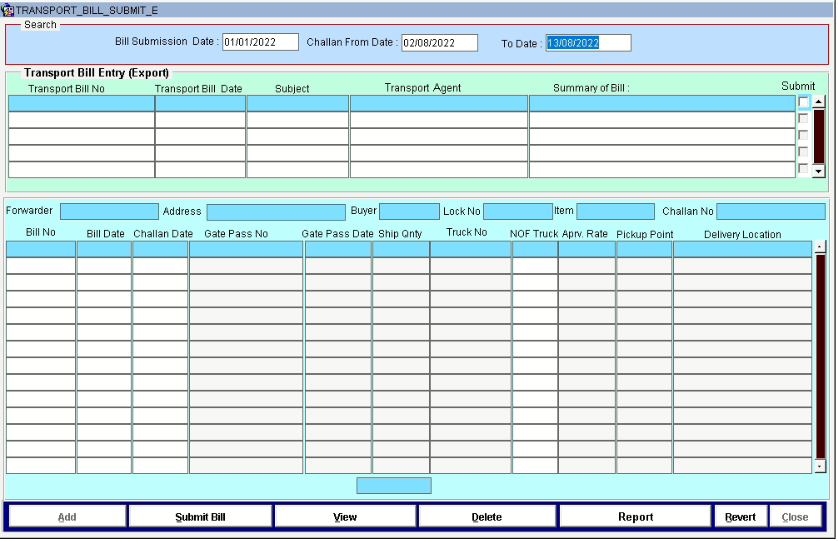 TRANSPORT_BILL_SUBMIT_E
Search
Bill Submission Date : 01/01/2022 Challan From Date : 02/08/2022 To Date : 13/08/2022
Transport Bill Entry (Export)
Transport Bill No Transport Bill Date Subject Transport Agent Summary of Bill : Submit
Forwarder Address Buyer Lock No Item Challan No
Bill No Bill Date Challan Date Gate Pass No Gate Pass Date Ship Qnty Truck No NOF Truck Aprv. Rate Pickup Point Delivery Location
Add Submit Bill View Delete Report Revert Close